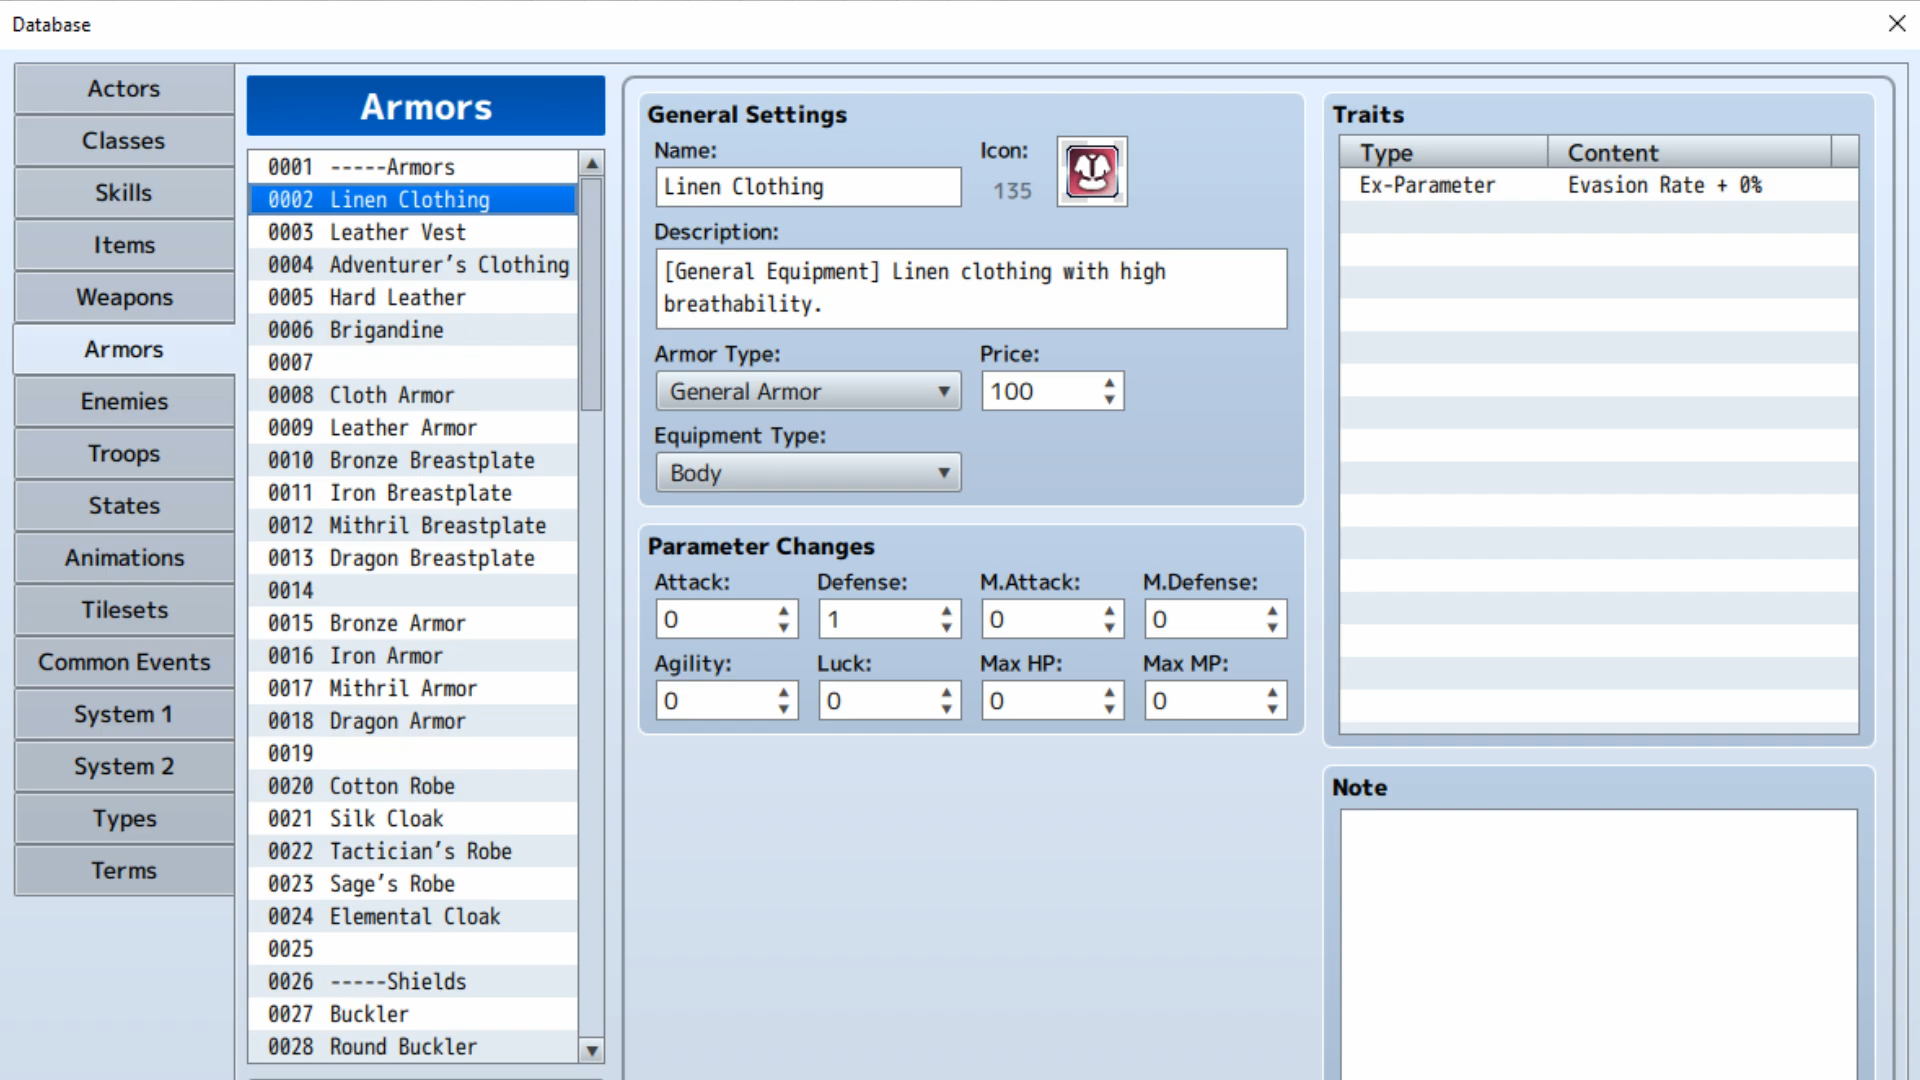 Database
Actors
Classes
Skills
Items
Weapons
Armors
Enemies
Troops
States
Animations
Tilesets
Common Events
System 1
System 2
Types
Terms
Armors
0001 -----Armors
0002 Linen Clothing
0003 Leather Vest
0004 Adventurer's Clothing
0005 Hard Leather
0006 Brigandine
0007
0008 Cloth Armor
0009 Leather Armor
0010 Bronze Breastplate
0011 Iron Breastplate
0012 Mithril Breastplate
0013 Dragon Breastplate
0014
0015 Bronze Armor
0016 Iron Armor
0017 Mithril Armor
0018 Dragon Armor
0019
0020 Cotton Robe
0021 Silk Cloak
0022 Tactician's Robe
0023 Sage's Robe
0024 Elemental Cloak
0025
0026 -----Shields
0027 Buckler
0028 Round Buckler
General Settings
Name: Icon:
Linen Clothing 135
Description:
[General Equipment] Linen clothing with high
breathability.
Armor Type: Price:
General Armor 100
Equipment Type:
Body
Parameter Changes
Attack: Defense: M.Attack: M.Defense:
0 1 0 0
Agility: Luck: Max HP: Max MP:
0 0 0 0
Traits
Type Content
Ex-Parameter Evasion Rate + 0%
Note